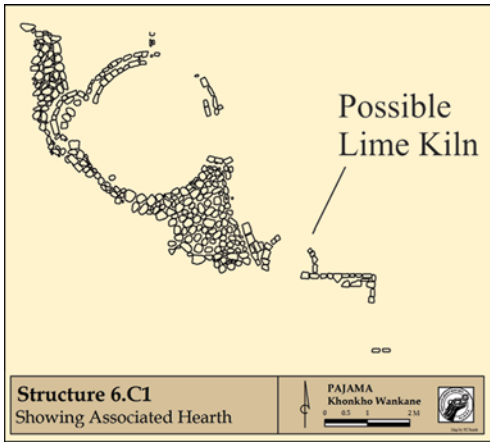 Possible
Lime Kiln
Structure 6.C1
Showing Associated Hearth
PAJAMA
Khonkho Wankane
0 0.5 1 2 M